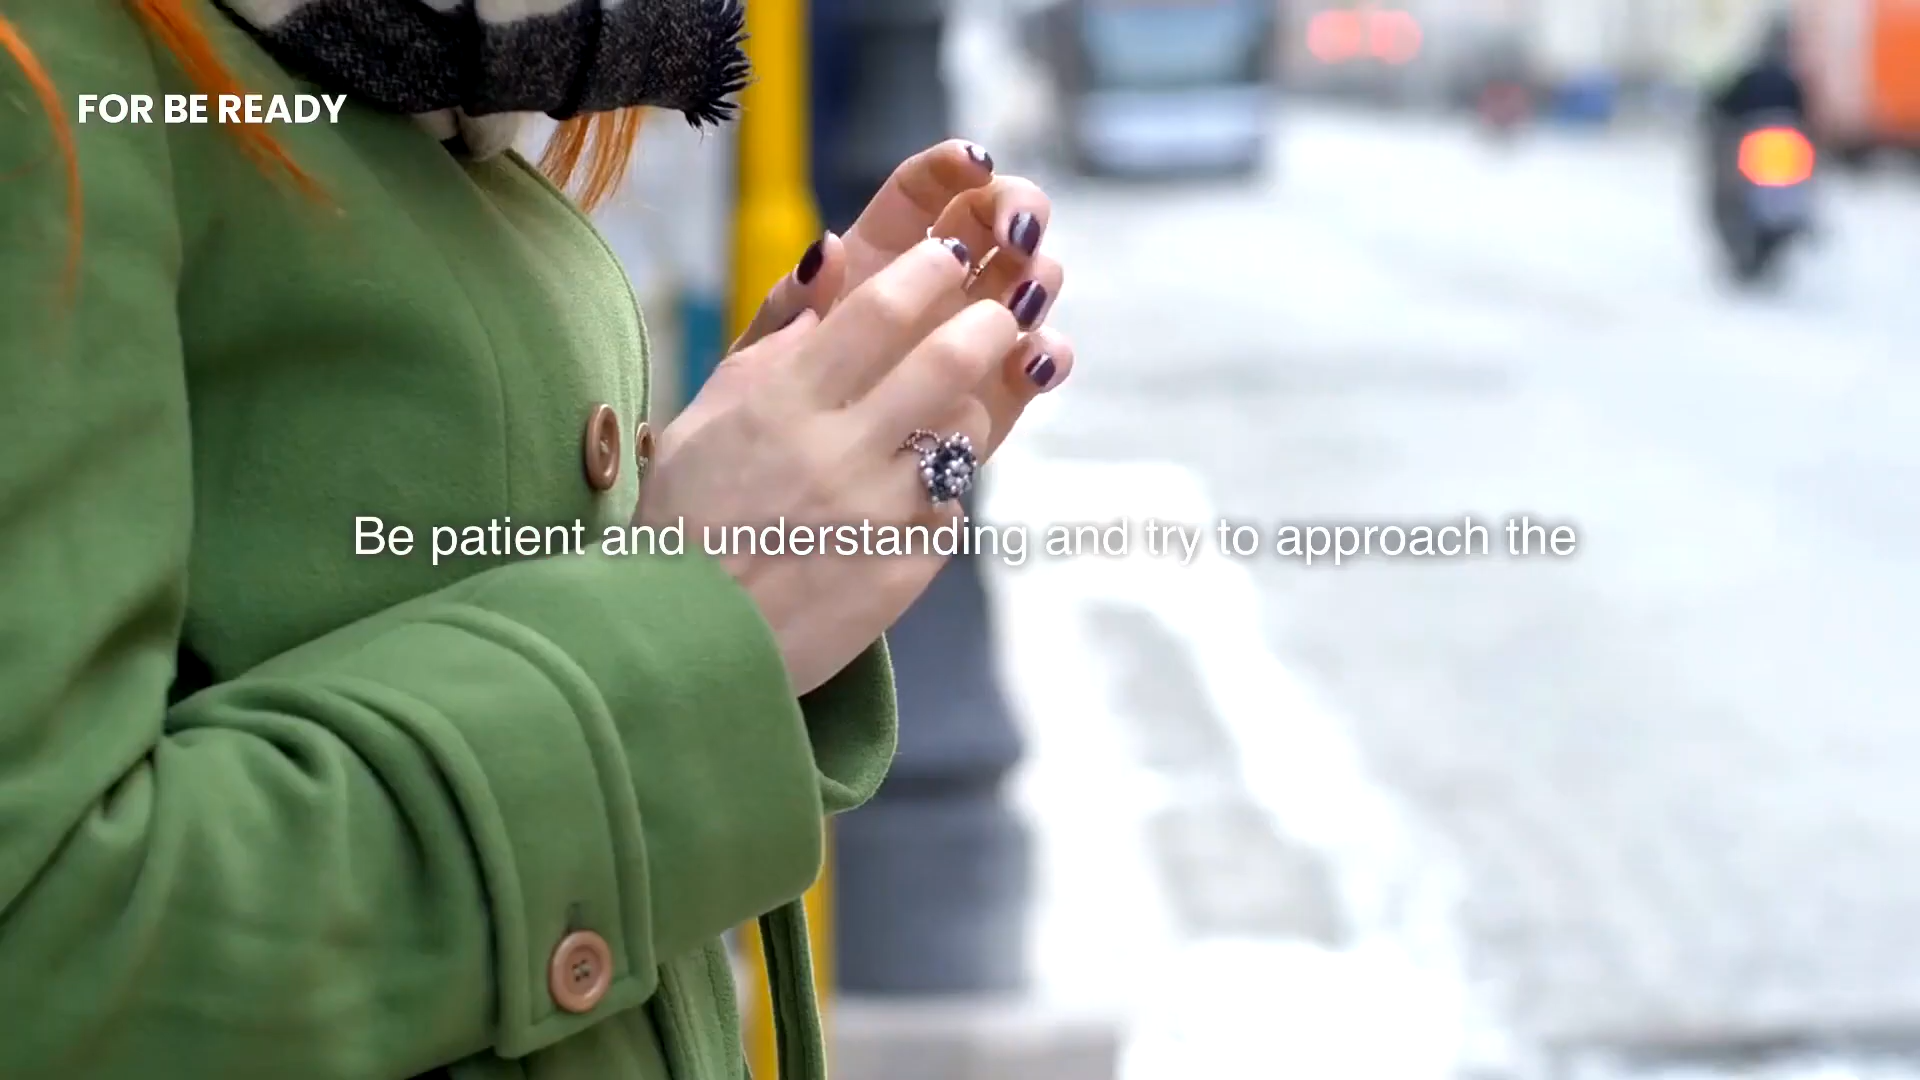 FOR BE READY
Be patient and understanding and try to approach the